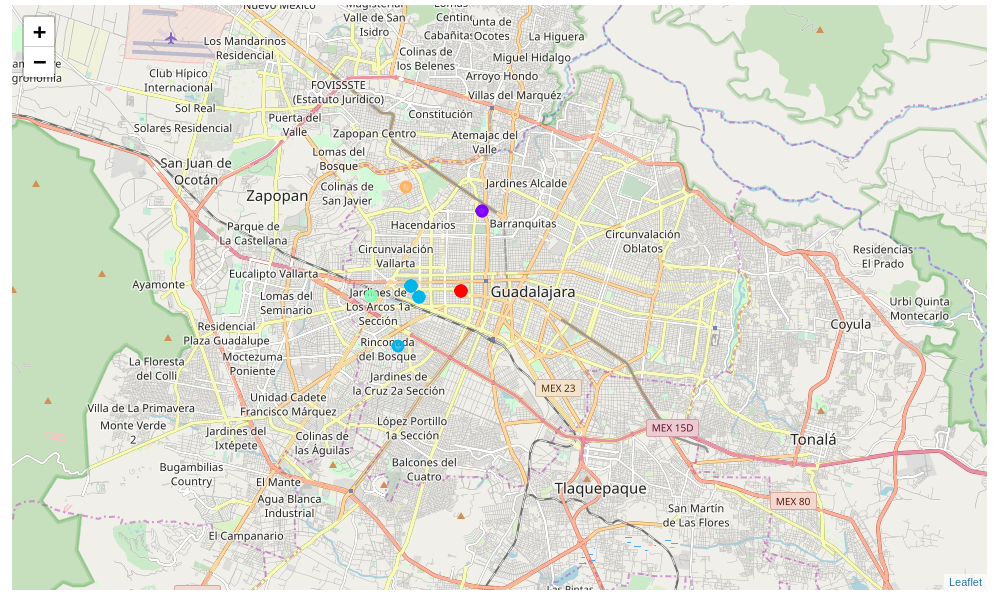 Nuevo México
Magisterial
Valle de San
Isidro
Lomas
Centinela
Cabañitas
unta de
Ocotes
La Higuera
+
−
Los Mandarinos
Residencial
Colinas de
los Belenes
Miguel Hidalgo
gronomía
Club Hípico
Internacional
Arroyo Hondo
FOVISSSTE
(Estatuto Jurídico)
Villas del Marqués
Sol Real
Constitución
Puerta del
Valle
Solares Residencial
Zapopan Centro
Atemajac del
Valle
San Juan de
Ocotán
Lomas del
Bosque
Zapopan
Colinas de
San Javier
Jardines Alcalde
Parque de
La Castellana
Hacendarios
Barranquitas
Circunvalación
Oblatos
Circunvalación
Vallarta
Residencias
El Prado
Eucalipto Vallarta
Ayamonte
Lomas del
Seminario
Jardines de
Los Arcos 1a
Sección
Guadalajara
Urbi Quinta
Montecarlo
Coyula
Residencial
Plaza Guadalupe
Rinconada
del Bosque
La Floresta
del Colli
Moctezuma
Poniente
Jardines de
la Cruz 2a Sección
MEX 23
Unidad Cadete
Francisco Márquez
Villa de La Primavera
Monte Verde
2
Jardines del
Ixtépete
Colinas de
las Águilas
López Portillo
1a Sección
MEX 15D
Tonalá
Bugambilias
Country
Balcones del
Cuatro
El Mante
Agua Blanca
Industrial
Tlaquepaque
MEX 80
San Martín
de Las Flores
El Campanario
Las Pintas
Leaflet